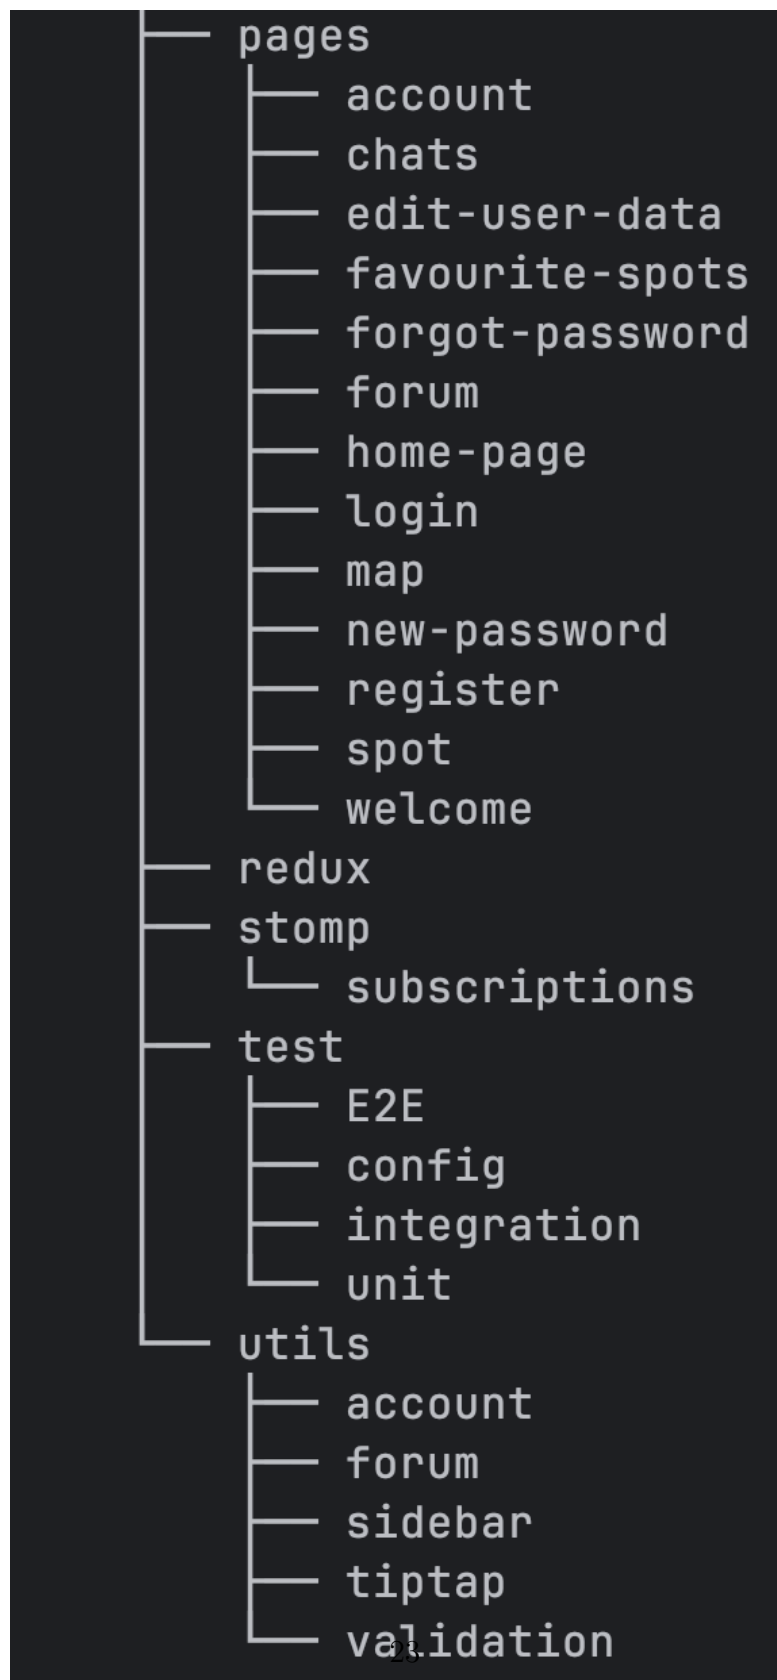 pages
account
chats
edit-user-data
favourite-spots
forgot-password
forum
home-page
login
map
new-password
register
spot
welcome
redux
stomp
subscriptions
test
E2E
config
integration
unit
utils
account
forum
sidebar
tiptap
validation
23